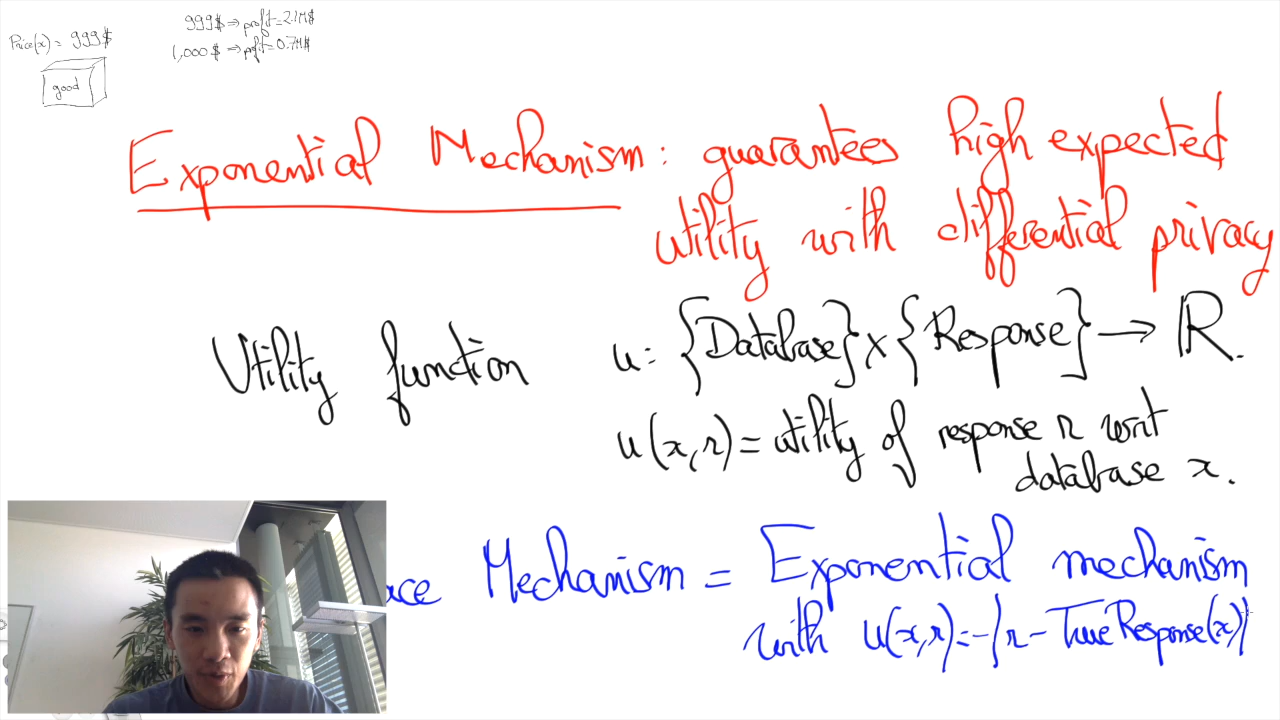 Price(x) = 999$
good
999$ ⇒ profit = 2.1M$
1,000$ ⇒ profit = 0.7M$
Exponential Mechanism: guarantees high expected
utility with differential privacy
Utility function u: {Database} × {Response} → ℝ.
u(x,r) = utility of response r wrt
database x.
ace Mechanism = Exponential mechanism
with u(x,r) = -|r - TrueResponse(x)|